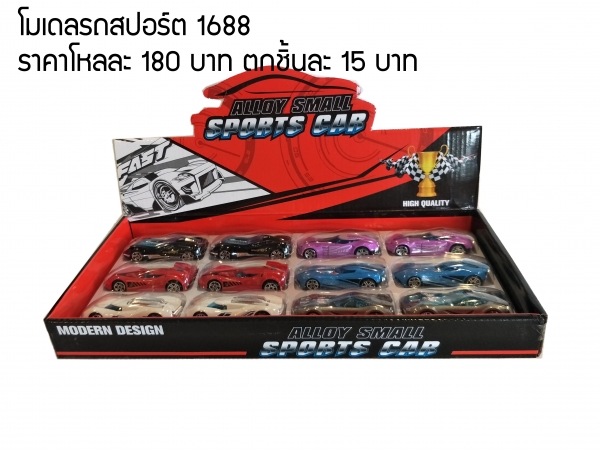 โมเดลรถสปอร์ต 1688
ราคาโหลละ 180 บาท ตกชิ้นละ 15 บาท
ALLOY SMALL
SPORTS CAR
FAST
HIGH QUALITY
MODERN DESIGN
ALLOY SMALL
SPORTS CAR